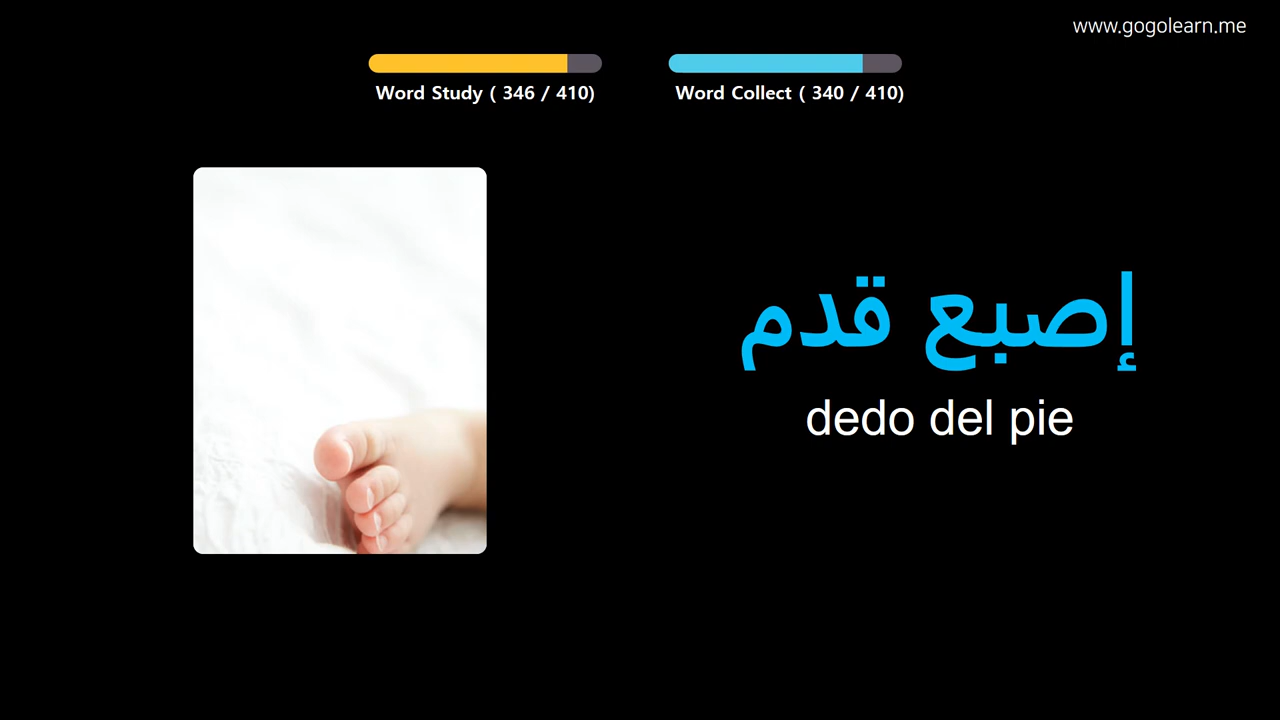 www.gogolearn.me
Word Study ( 346 / 410)
Word Collect ( 340 / 410)
إصبع قدم
dedo del pie